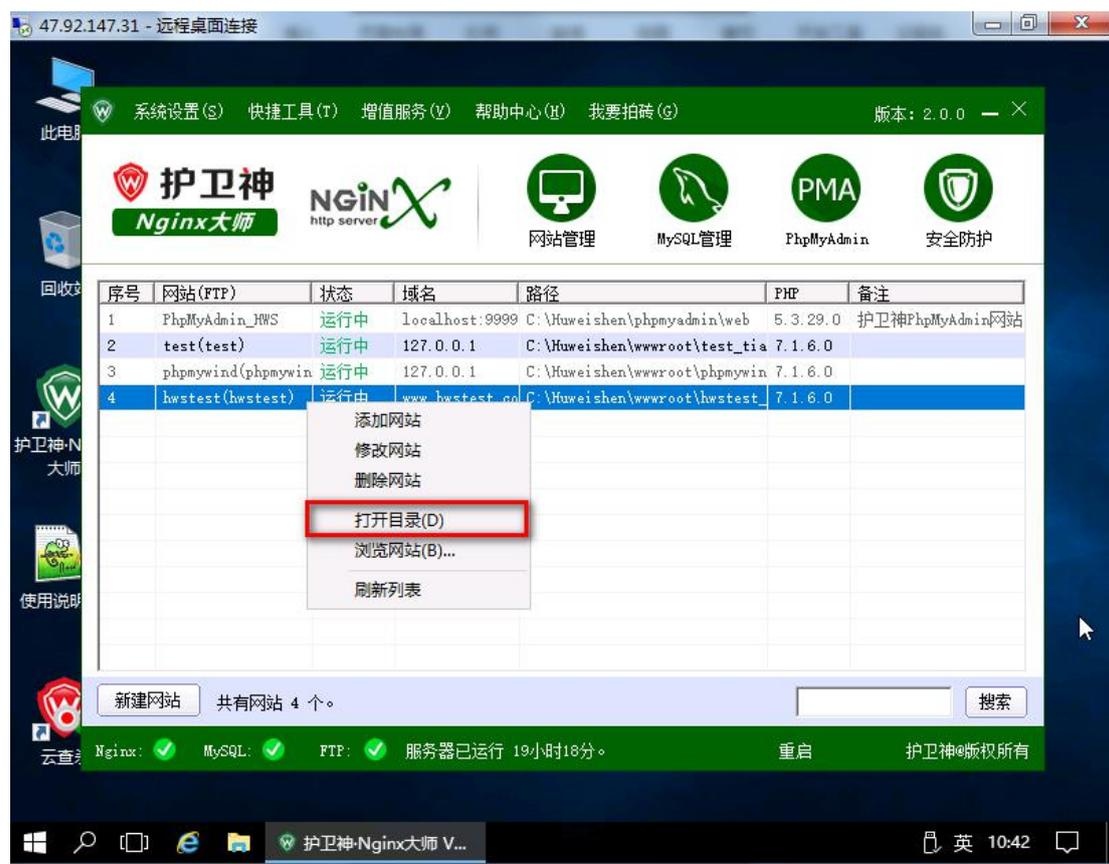 47.92.147.31 - 远程桌面连接
此电脑
系统设置(S) 快捷工具(T) 增值服务(V) 帮助中心(H) 我要拍砖(G) 版本: 2.0.0
护卫神
Nginx大师
NGiNX
http server
PMA
网站管理 MySQL管理 PhpMyAdmin 安全防护
回收站
序号 网站(FTP) 状态 域名 路径 PHP 备注
1 PhpMyAdmin_HWS 运行中 localhost:9999 C:\Huweishen\phpmyadmin\web 5.3.29.0 护卫神PhpMyAdmin网站
2 test(test) 运行中 127.0.0.1 C:\Huweishen\wwwroot\test_tia 7.1.6.0
3 phpmywind(phpmywin 运行中 127.0.0.1 C:\Huweishen\wwwroot\phpmywin 7.1.6.0
4 hwstest(hwstest) 运行中 www.hwstest.co C:\Huweishen\wwwroot\hwstest_ 7.1.6.0
护卫神·N
大师
添加网站
修改网站
删除网站
打开目录(D)
浏览网站(B)...
刷新列表
使用说明
新建网站 共有网站 4 个。 搜索
云查杀
Nginx: MySQL: FTP: 服务器已运行 19小时18分。 重启 护卫神@版权所有
护卫神·Nginx大师 V...
英 10:42